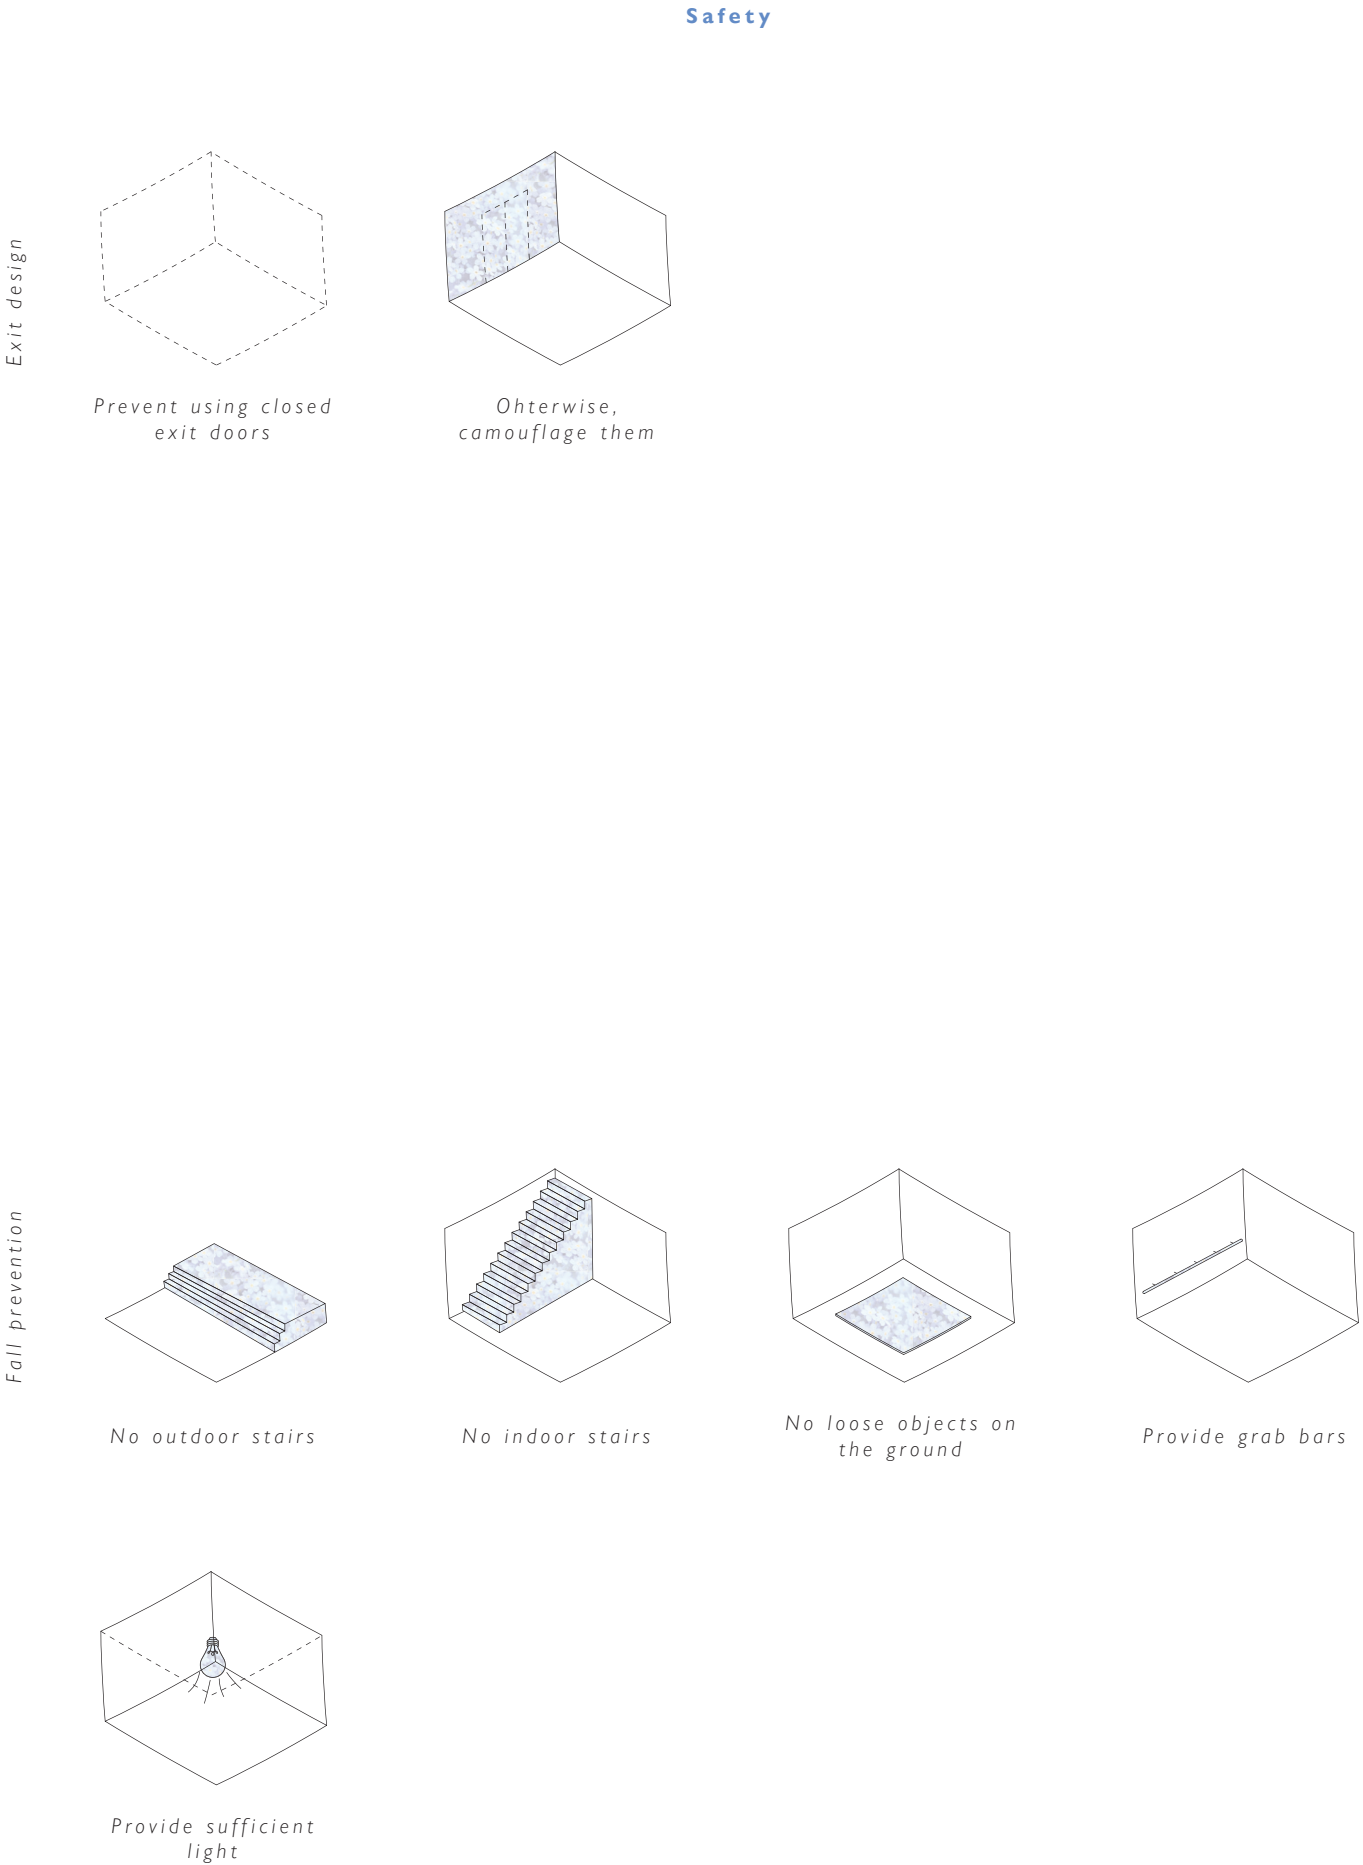 Safety
Exit design
Prevent using closed
exit doors
Ohterwise,
camouflage them
Fall prevention
No outdoor stairs
No indoor stairs
No loose objects on
the ground
Provide grab bars
Provide sufficient
light